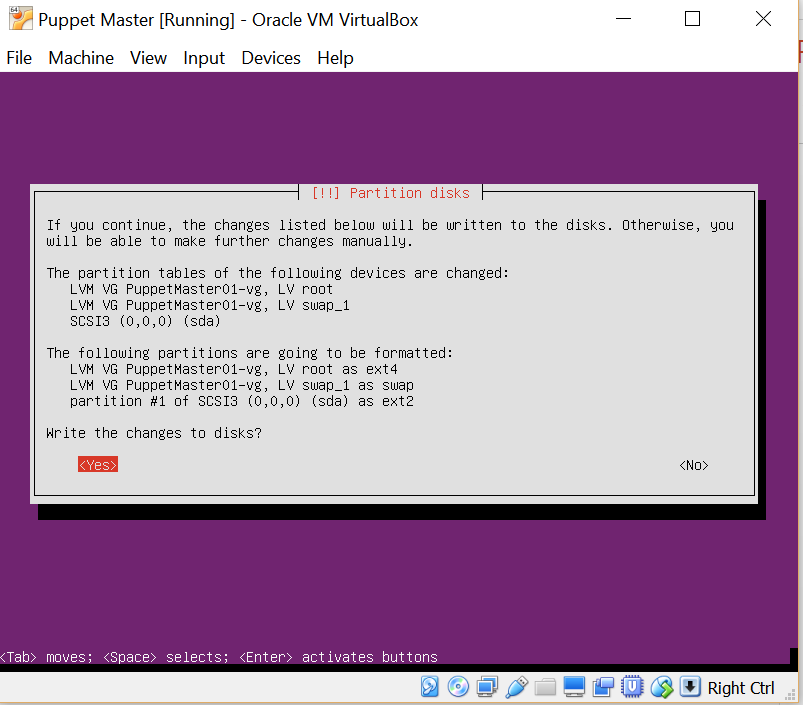 Puppet Master [Running] - Oracle VM VirtualBox
File Machine View Input Devices Help
[!!] Partition disks
If you continue, the changes listed below will be written to the disks. Otherwise, you
will be able to make further changes manually.
The partition tables of the following devices are changed:
LVM VG PuppetMaster01-vg, LV root
LVM VG PuppetMaster01-vg, LV swap_1
SCSI3 (0,0,0) (sda)
The following partitions are going to be formatted:
LVM VG PuppetMaster01-vg, LV root as ext4
LVM VG PuppetMaster01-vg, LV swap_1 as swap
partition #1 of SCSI3 (0,0,0) (sda) as ext2
Write the changes to disks?
<Yes> <No>
<Tab> moves; <Space> selects; <Enter> activates buttons
Right Ctrl